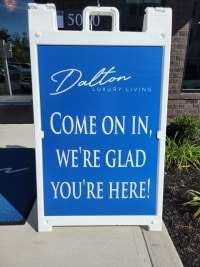 Dalton
LUXURY LIVING
COME ON IN,
WE'RE GLAD
YOU'RE HERE!